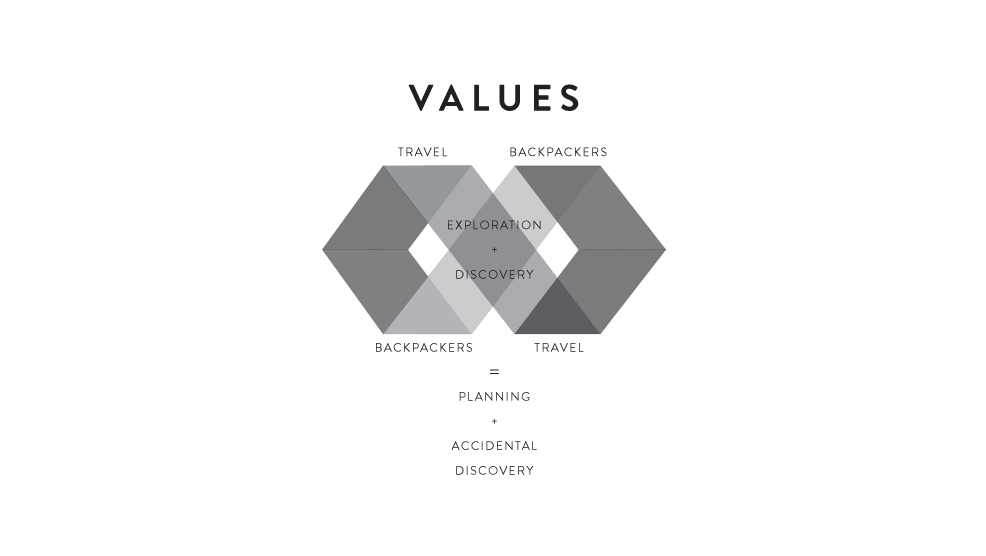 VALUES
TRAVEL BACKPACKERS
EXPLORATION
+
DISCOVERY
BACKPACKERS TRAVEL
=
PLANNING
+
ACCIDENTAL
DISCOVERY